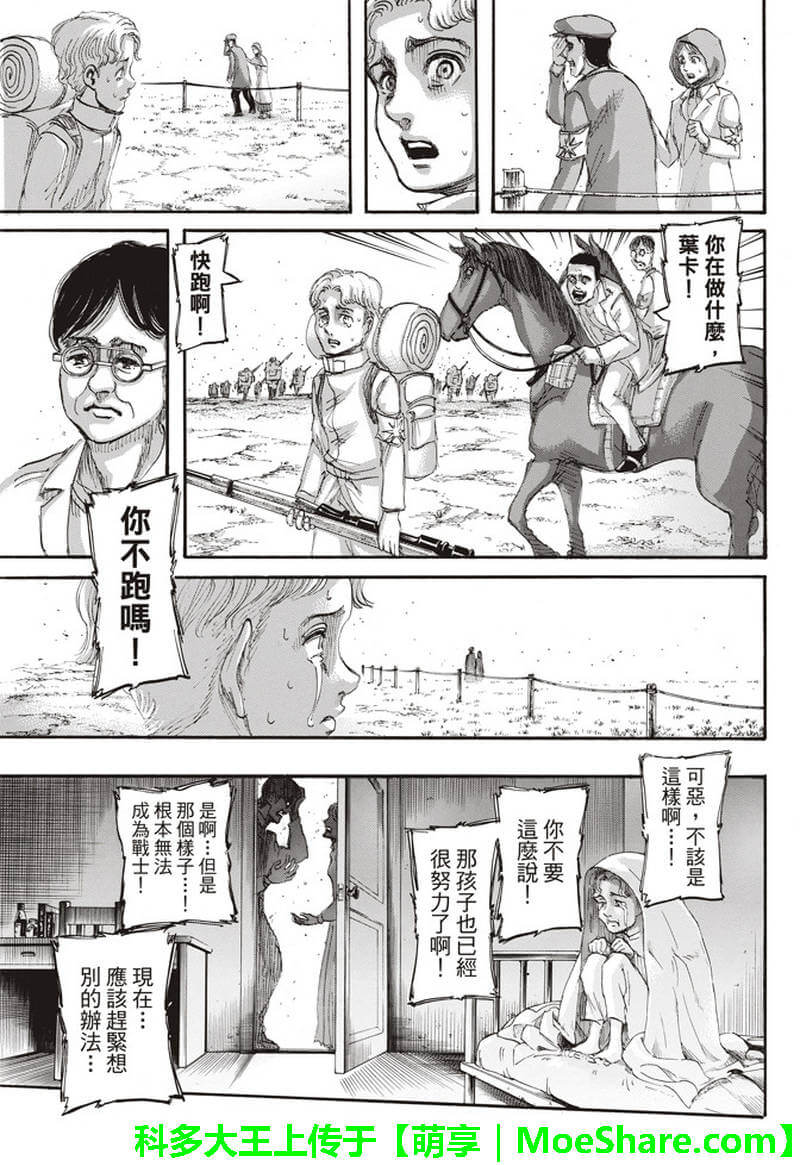 你在做什麼，
葉卡！
快跑啊！
你不跑嗎！
可惡，不該是
這樣啊…！
你不要
這麼說！
那孩子也已經
很努力了啊！
是啊…但是
那個樣子…！
根本無法
成為戰士！
現在…
應該趕緊想
別的辦法…
科多大王上传于【萌享┃MoeShare.com】